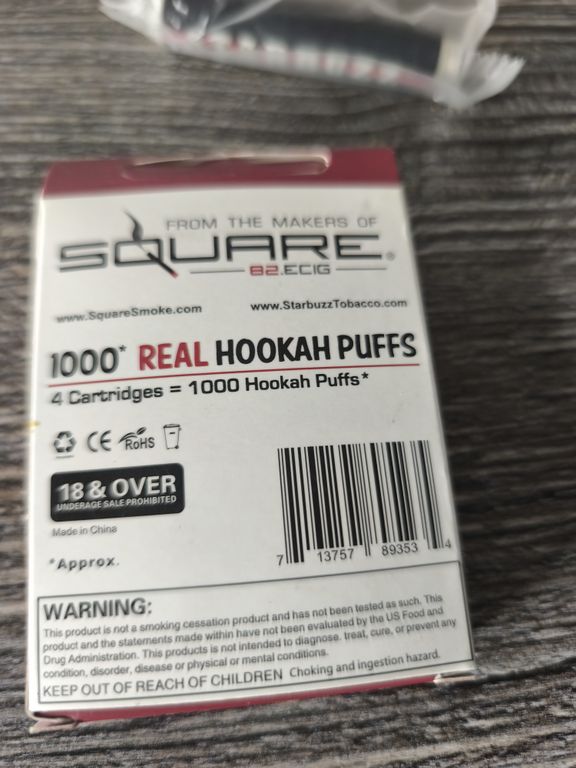 FROM THE MAKERS OF
SQUARE®
82.ECIG
www.SquareSmoke.com www.StarbuzzTobacco.com
1000* REAL HOOKAH PUFFS
4 Cartridges = 1000 Hookah Puffs*
CE RoHS
18 & OVER
UNDERAGE SALE PROHIBITED
Made in China
*Approx.
7 13757 89353 4
WARNING:
This product is not a smoking cessation product and has not been tested as such. This
product and the statements made within have not been evaluated by the US Food and
Drug Administration. This products is not intended to diagnose, treat, cure, or prevent any
condition, disorder, disease or physical or mental conditions.
KEEP OUT OF REACH OF CHILDREN Choking and ingestion hazard.